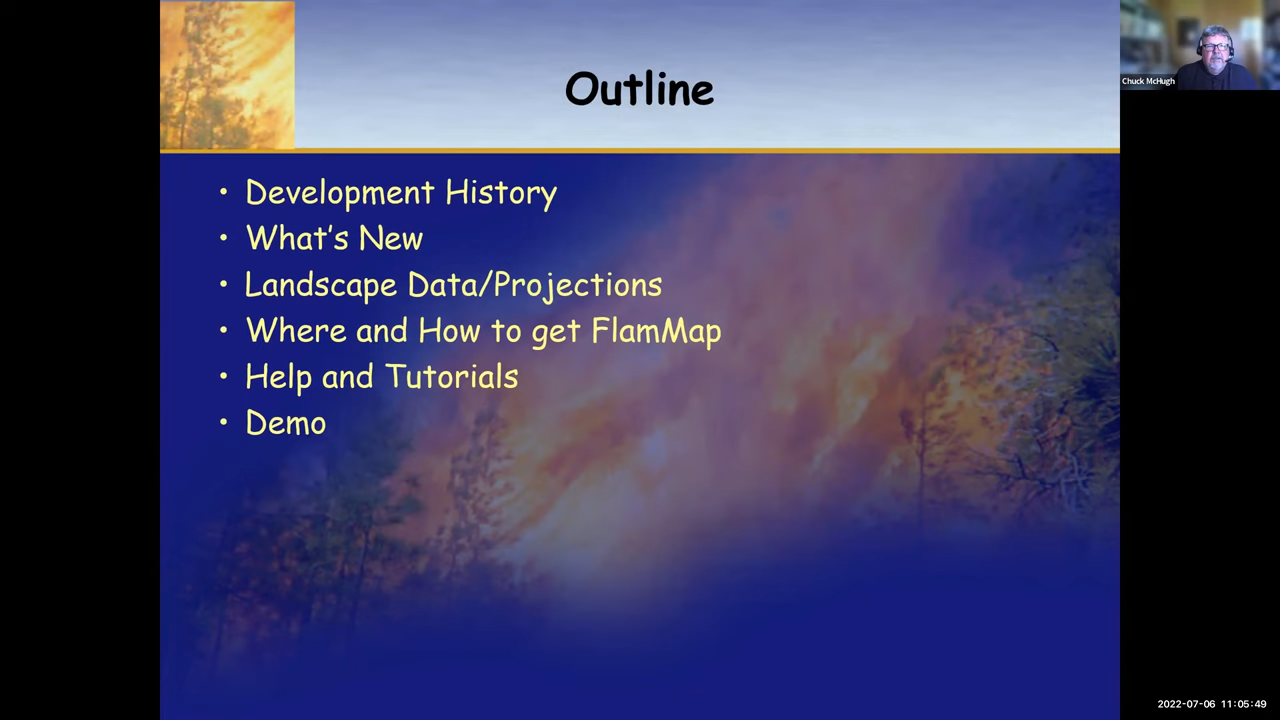 Outline
• Development History
• What's New
• Landscape Data/Projections
• Where and How to get FlamMap
• Help and Tutorials
• Demo
Chuck McHugh
2022-07-06 11:05:49